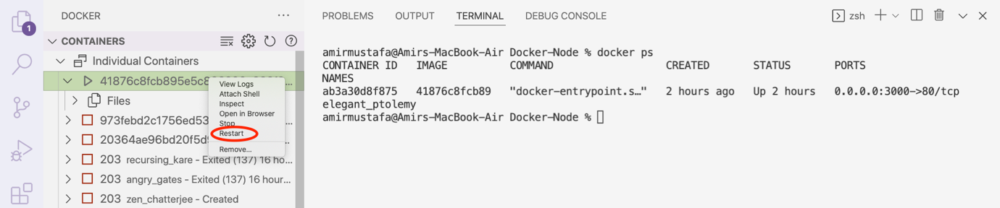 DOCKER
1
CONTAINERS
Individual Containers
41876c8fcb895e5c8
Files
973febd2c1756ed53
20364ae96bd20f5d
203 recursing_kare - Exited (137) 16 ho...
203 angry_gates - Exited (137) 16 hour...
203 zen_chatterjee - Created
View Logs
Attach Shell
Inspect
Open in Browser
Stop
Restart
Remove...
PROBLEMS OUTPUT TERMINAL DEBUG CONSOLE
zsh
amirmustafa@Amirs-MacBook-Air Docker-Node % docker ps
CONTAINER ID IMAGE COMMAND CREATED STATUS PORTS
NAMES
ab3a30d8f875 41876c8fcb89 "docker-entrypoint.s…" 2 hours ago Up 2 hours 0.0.0.0:3000->80/tcp
elegant_ptolemy
amirmustafa@Amirs-MacBook-Air Docker-Node %